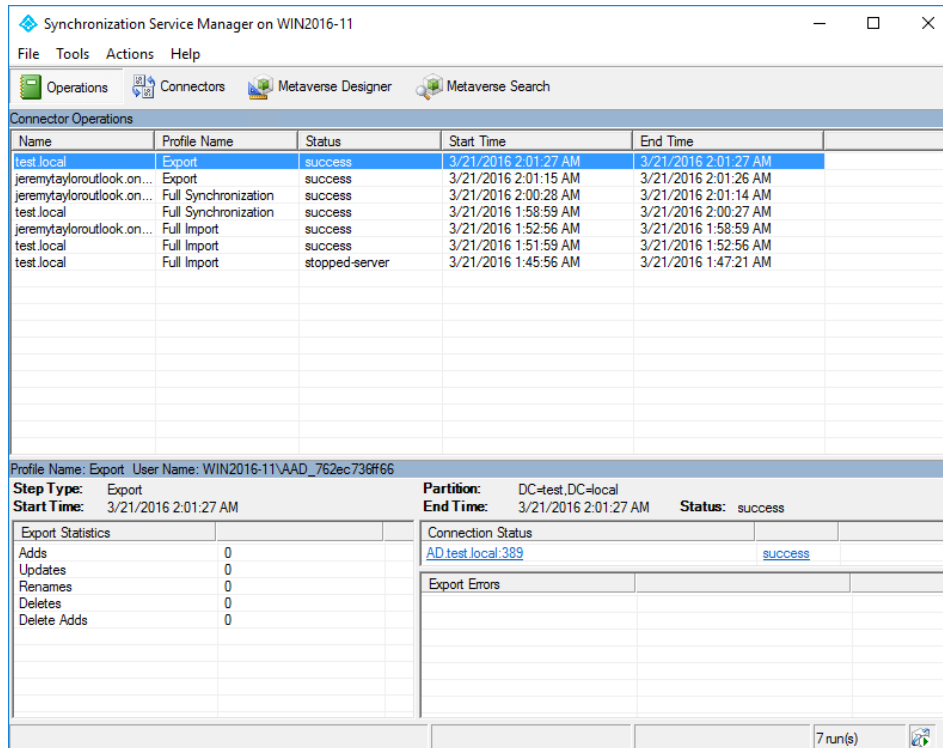 Synchronization Service Manager on WIN2016-11
File Tools Actions Help
Operations Connectors Metaverse Designer Metaverse Search
Connector Operations
Name Profile Name Status Start Time End Time
test.local Export success 3/21/2016 2:01:27 AM 3/21/2016 2:01:27 AM
jeremytayloroutlook.on... Export success 3/21/2016 2:01:15 AM 3/21/2016 2:01:26 AM
jeremytayloroutlook.on... Full Synchronization success 3/21/2016 2:00:28 AM 3/21/2016 2:01:14 AM
test.local Full Synchronization success 3/21/2016 1:58:59 AM 3/21/2016 2:00:27 AM
jeremytayloroutlook.on... Full Import success 3/21/2016 1:52:56 AM 3/21/2016 1:58:59 AM
test.local Full Import success 3/21/2016 1:51:59 AM 3/21/2016 1:52:56 AM
test.local Full Import stopped-server 3/21/2016 1:45:56 AM 3/21/2016 1:47:21 AM
Profile Name: Export User Name: WIN2016-11\AAD_762ec736ff66
Step Type: Export Partition: DC=test,DC=local
Start Time: 3/21/2016 2:01:27 AM End Time: 3/21/2016 2:01:27 AM Status: success
Export Statistics Connection Status
Adds 0 AD.test.local:389 success
Updates 0
Renames 0 Export Errors
Deletes 0
Delete Adds 0
7 run(s)